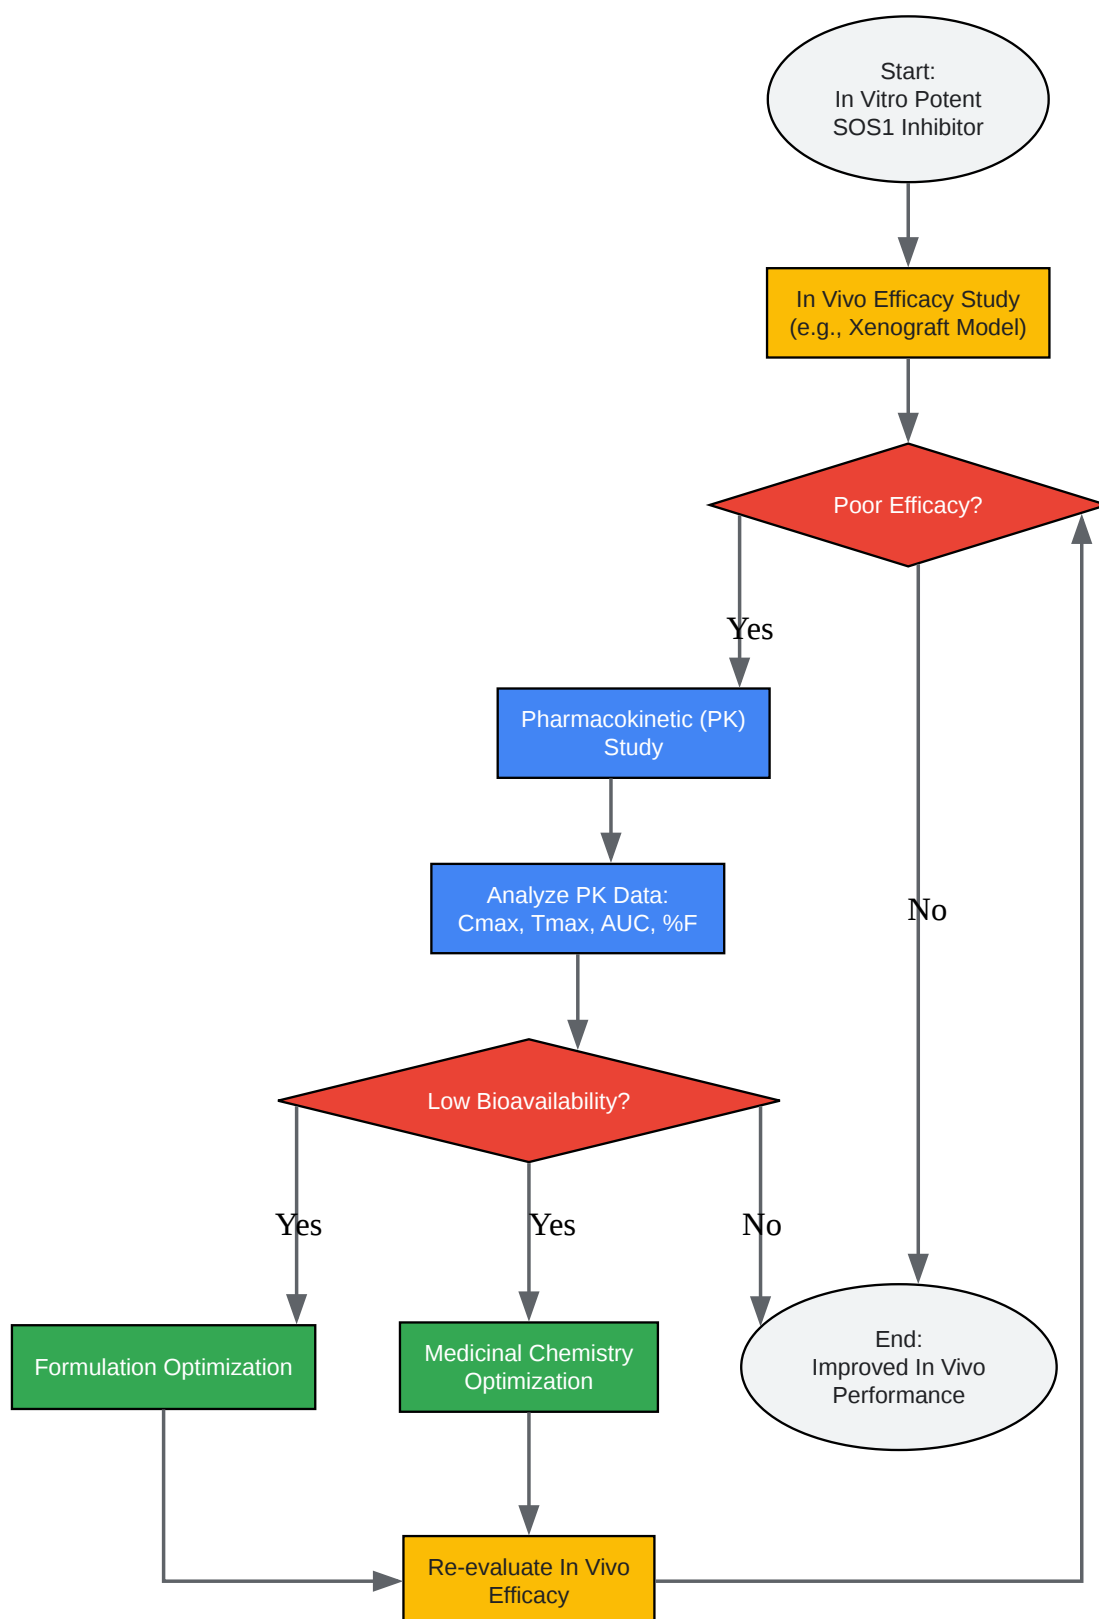 Start:
In Vitro Potent
SOS1 Inhibitor
In Vivo Efficacy Study
(e.g., Xenograft Model)
Poor Efficacy?
Yes
Pharmacokinetic (PK)
Study
Analyze PK Data:
Cmax, Tmax, AUC, %F
No
Low Bioavailability?
Yes
Yes
No
Formulation Optimization
Medicinal Chemistry
Optimization
End:
Improved In Vivo
Performance
Re-evaluate In Vivo
Efficacy